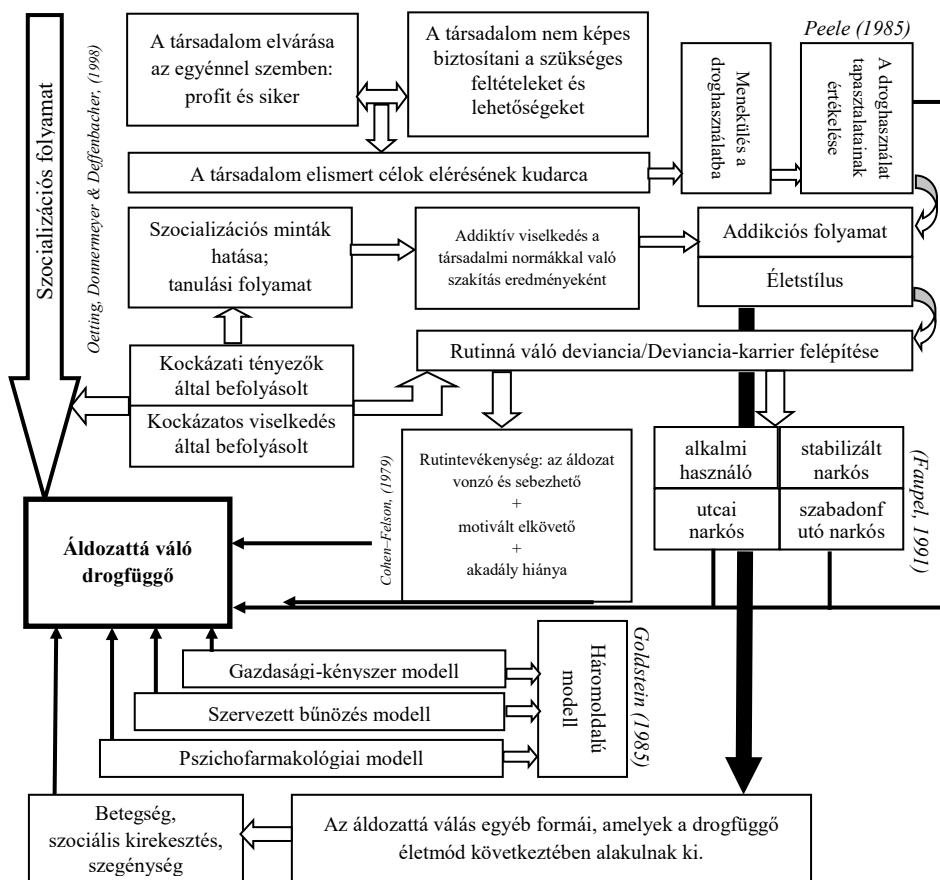 A társadalom elvárása
az egyénnel szemben:
profit és siker
A társadalom nem képes
biztosítani a szükséges
feltételeket és
lehetőségeket
Peele (1985)
Menekülés a
droghasználatba
A droghasználat
tapasztalatainak
értékelése
A társadalom elismert célok elérésének kudarca
Szocializációs folyamat
Oetting, Donnermeyer & Deffenbacher, (1998)
Szocializációs minták
hatása;
tanulási folyamat
Addiktív viselkedés a
társadalmi normákkal való
szakítás eredményeként
Addikciós folyamat
Életstílus
Rutinná váló deviancia/Deviancia-karrier felépítése
Kockázati tényezők
által befolyásolt
Kockázatos viselkedés
által befolyásolt
Cohen–Felson, (1979)
Rutintevékenység: az áldozat
vonzó és sebezhető
+
motivált elkövető
+
akadály hiánya
alkalmi
használó
stabilizált
narkós
utcai
narkós
szabadonf
utó narkós
(Faupel, 1991)
Áldozattá váló
drogfüggő
Gazdasági-kényszer modell
Szervezett bűnözés modell
Pszichofarmakológiai modell
Háromoldalú
modell
Goldstein (1985)
Betegség,
szociális kirekesztés,
szegénység
Az áldozattá válás egyéb formái, amelyek a drogfüggő
életmód következtében alakulnak ki.